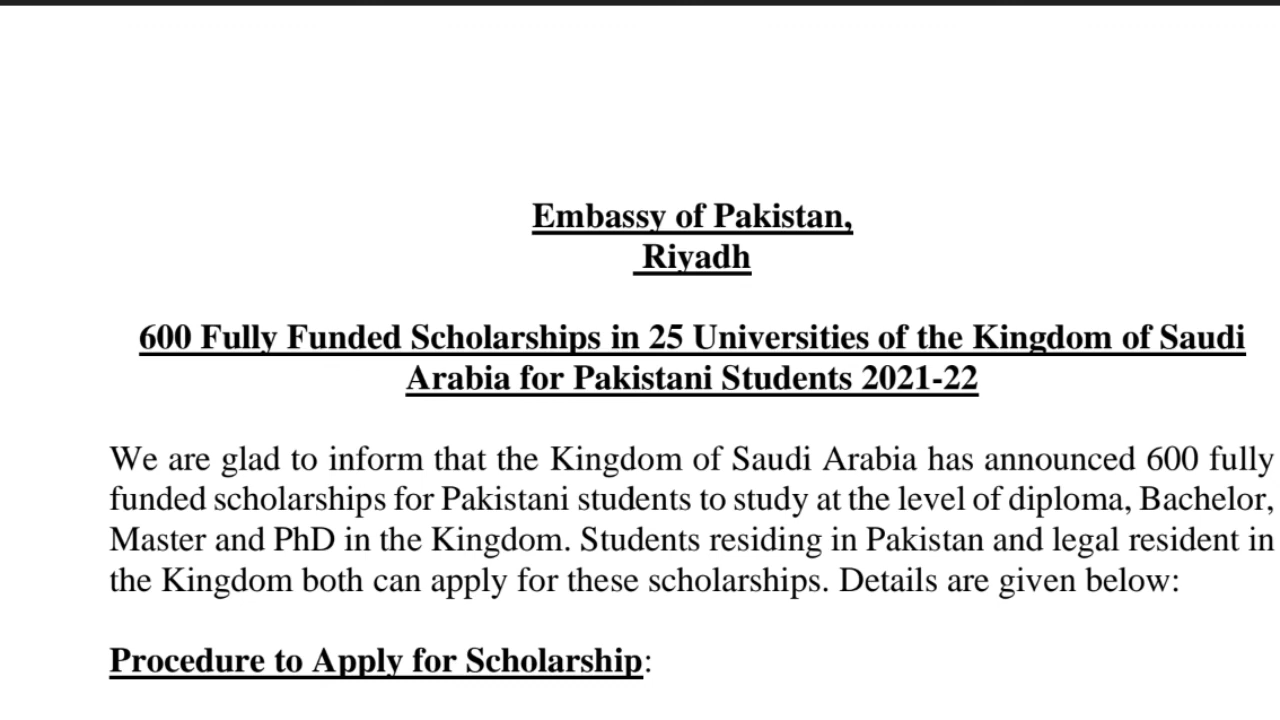 Embassy of Pakistan,
Riyadh
600 Fully Funded Scholarships in 25 Universities of the Kingdom of Saudi
Arabia for Pakistani Students 2021-22
We are glad to inform that the Kingdom of Saudi Arabia has announced 600 fully
funded scholarships for Pakistani students to study at the level of diploma, Bachelor,
Master and PhD in the Kingdom. Students residing in Pakistan and legal resident in
the Kingdom both can apply for these scholarships. Details are given below:
Procedure to Apply for Scholarship: